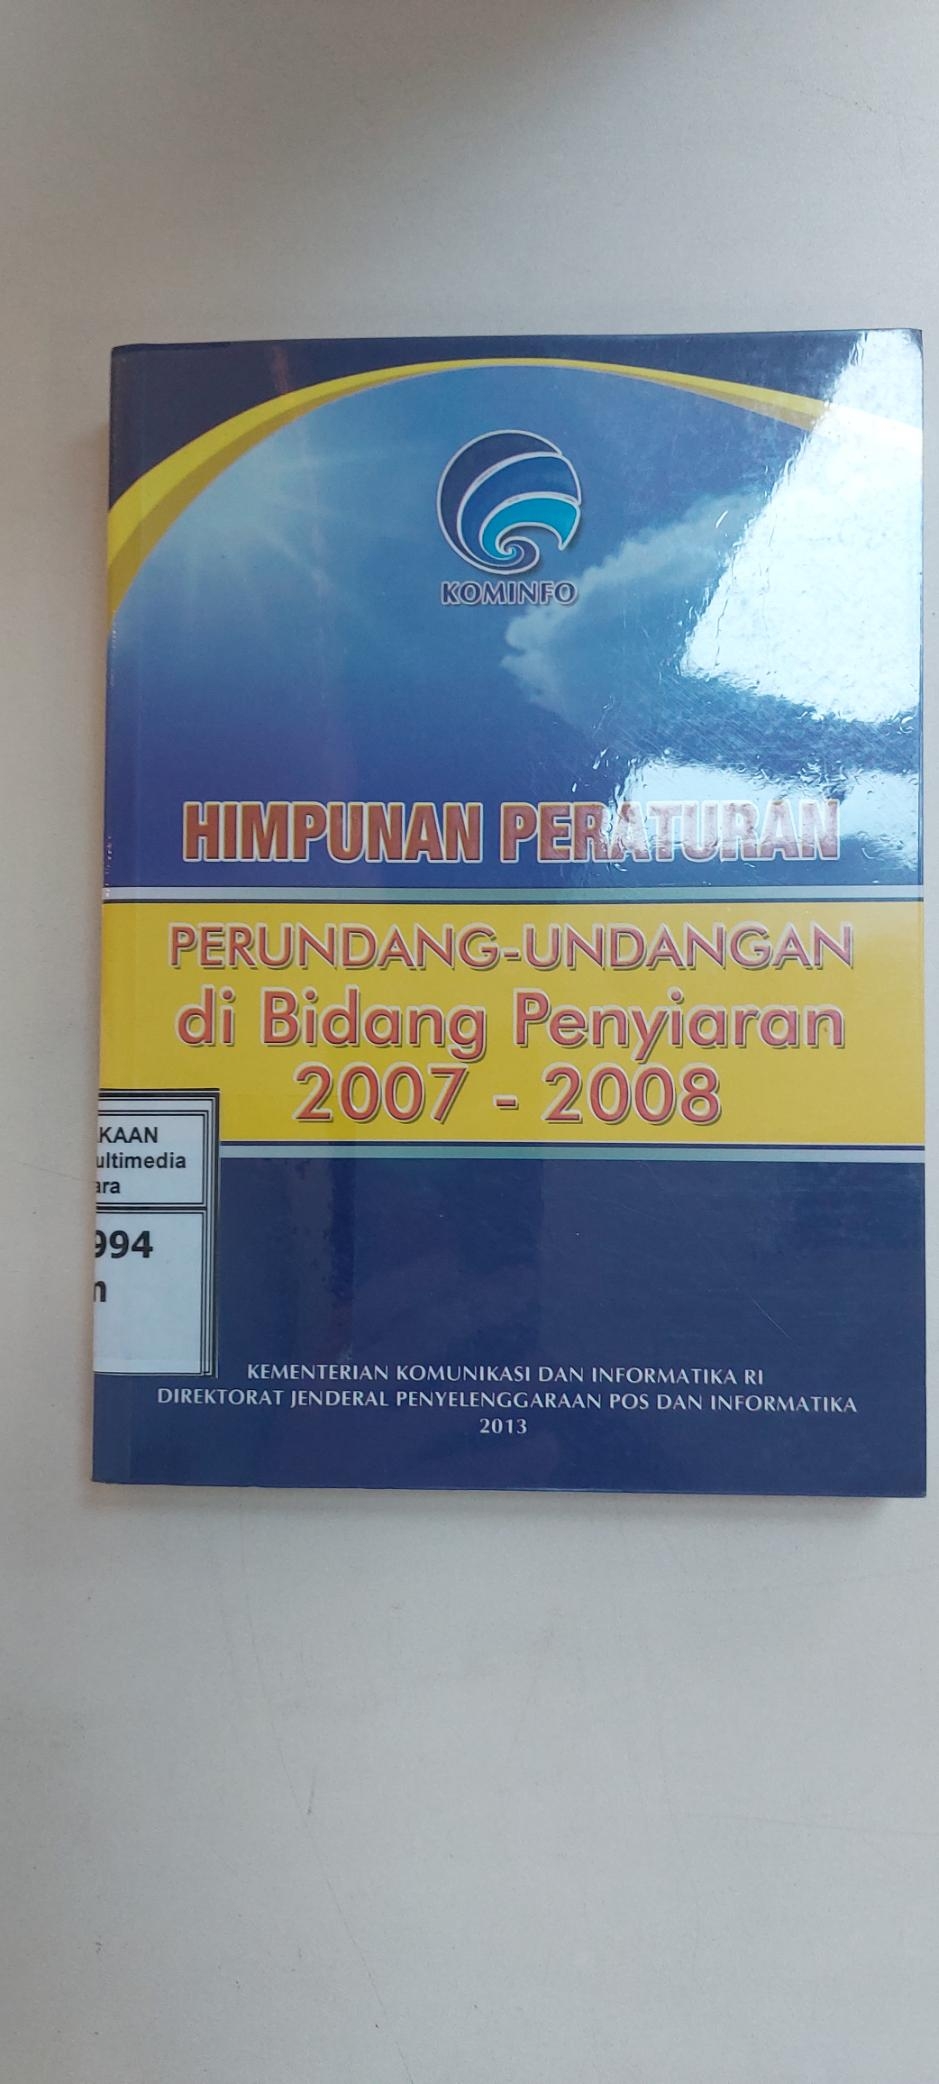 KOMINFO
HIMPUNAN PERATURAN
PERUNDANG-UNDANGAN
di Bidang Penyiaran
2007 - 2008
KAAN
ultimedia
ara
994
n
KEMENTERIAN KOMUNIKASI DAN INFORMATIKA RI
DIREKTORAT JENDERAL PENYELENGGARAAN POS DAN INFORMATIKA
2013